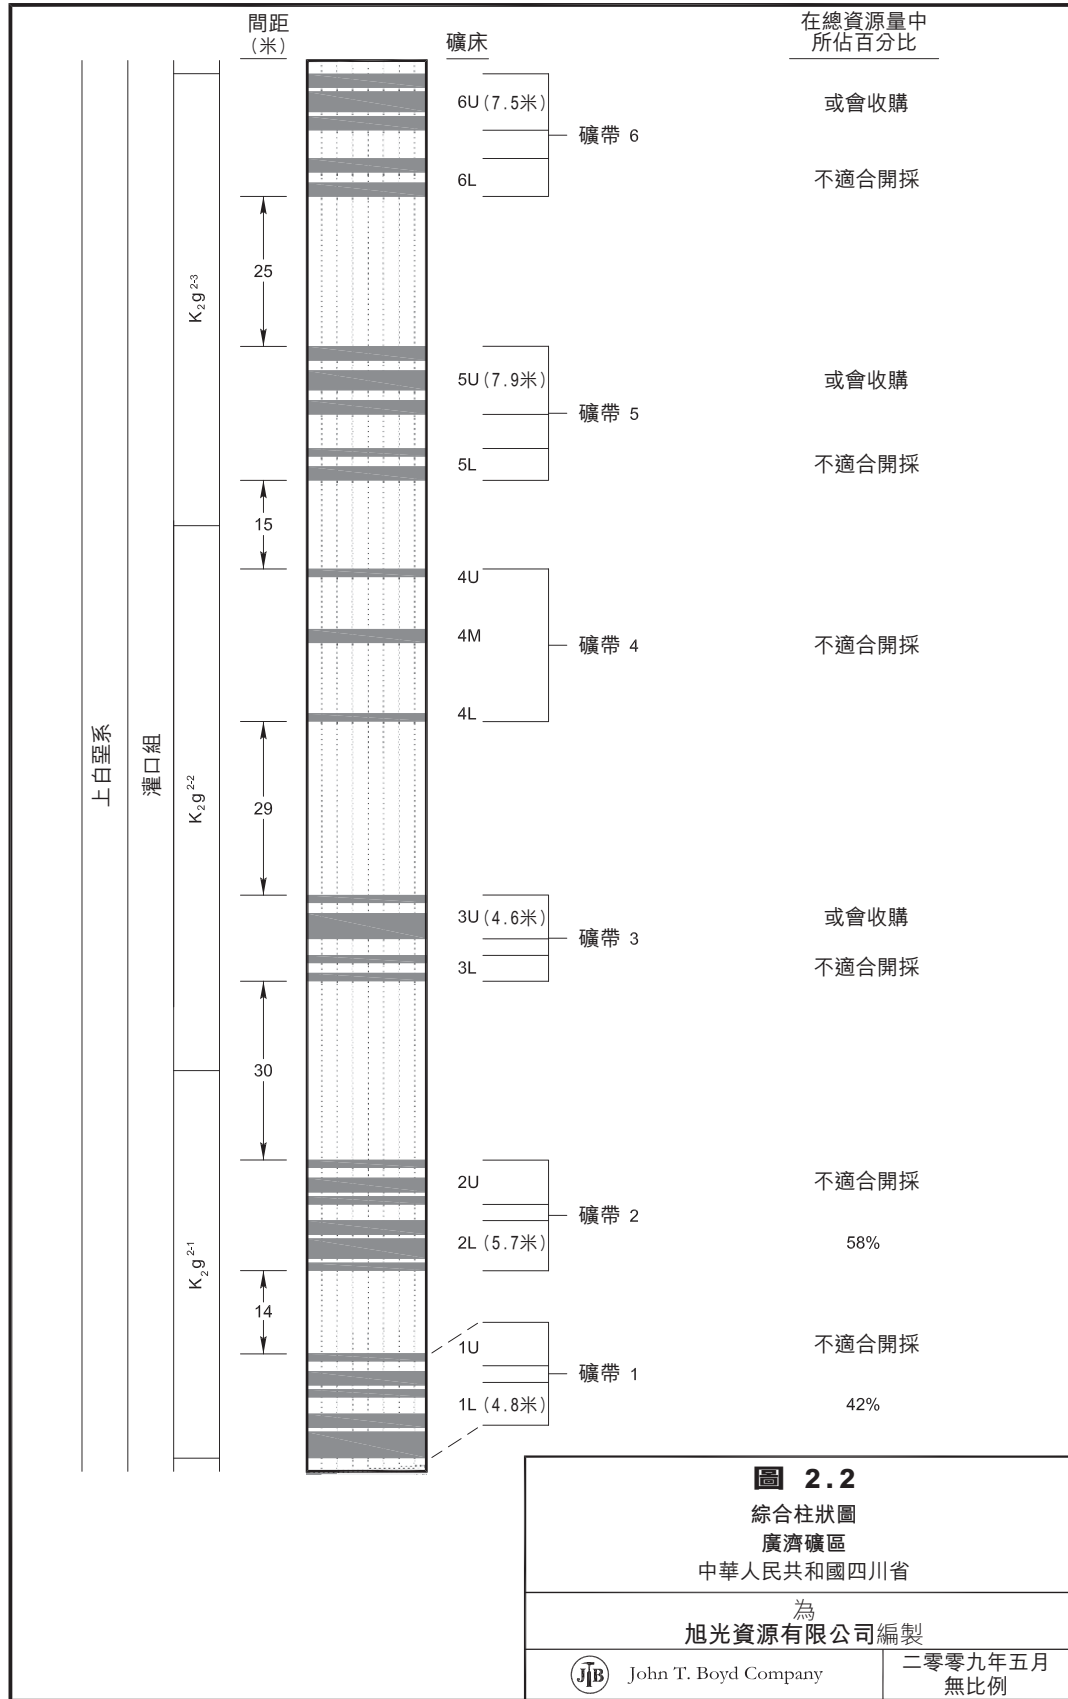 間距
(米)
礦床
在總資源量中
所佔百分比
6U (7.5米)
或會收購
礦帶 6
6L
不適合開採
25
K₂g²⁻³
5U (7.9米)
或會收購
礦帶 5
5L
不適合開採
15
4U
4M
礦帶 4
不適合開採
4L
上白堊系
灌口組
K₂g²⁻²
29
3U (4.6米)
或會收購
礦帶 3
3L
不適合開採
30
2U
不適合開採
礦帶 2
2L (5.7米)
58%
K₂g²⁻¹
14
1U
不適合開採
礦帶 1
1L (4.8米)
42%
圖 2.2
綜合柱狀圖
廣濟礦區
中華人民共和國四川省
為
旭光資源有限公司編製
JTB
John T. Boyd Company
二零零九年五月
無比例